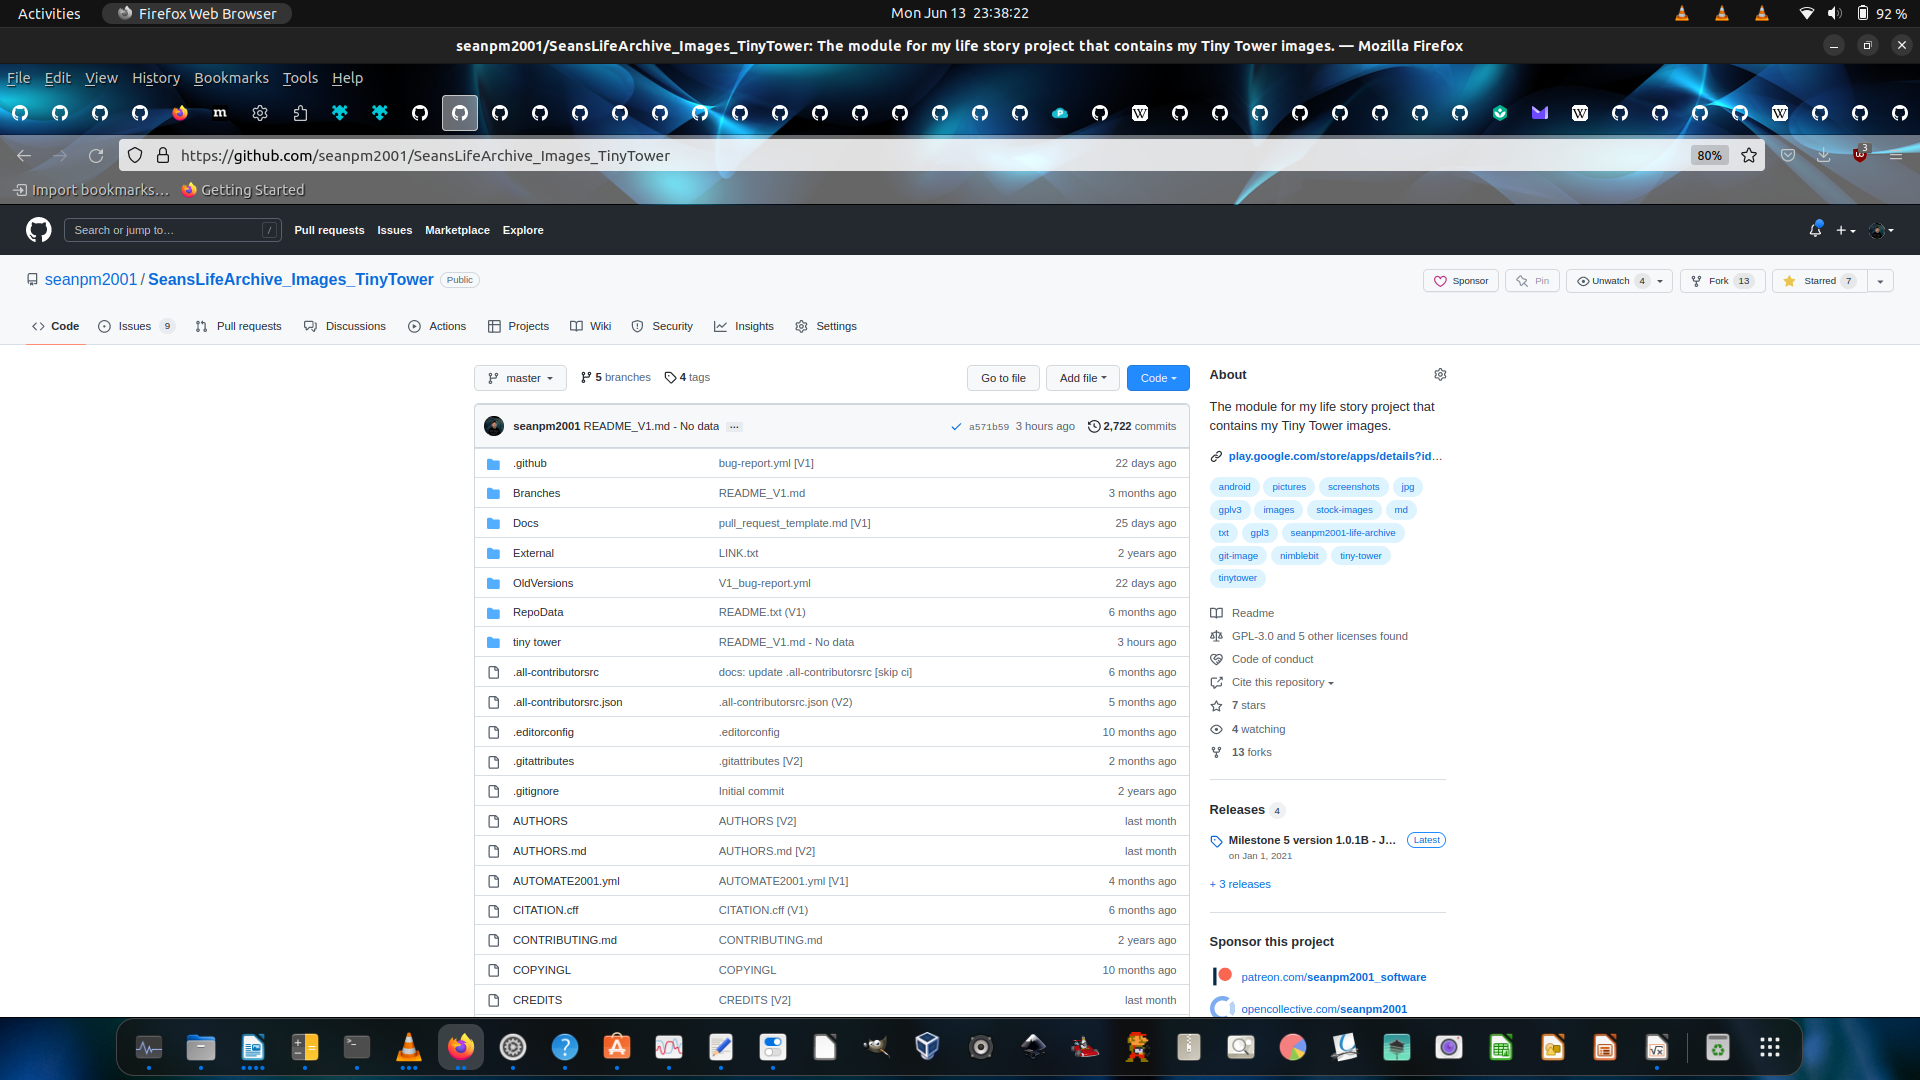 Activities Firefox Web Browser Mon Jun 13 23:38:22 92 %
seanpm2001/SeansLifeArchive_Images_TinyTower: The module for my life story project that contains my Tiny Tower images. — Mozilla Firefox
File Edit View History Bookmarks Tools Help
https://github.com/seanpm2001/SeansLifeArchive_Images_TinyTower 80% 3
Import bookmarks… Getting Started
Search or jump to… / Pull requests Issues Marketplace Explore
seanpm2001 / SeansLifeArchive_Images_TinyTower Public Sponsor Pin Unwatch 4 Fork 13 Starred 7
Code Issues 9 Pull requests Discussions Actions Projects Wiki Security Insights Settings
master 5 branches 4 tags Go to file Add file Code
seanpm2001 README_V1.md - No data ... a571b59 3 hours ago 2,722 commits
.github bug-report.yml [V1] 22 days ago
Branches README_V1.md 3 months ago
Docs pull_request_template.md [V1] 25 days ago
External LINK.txt 2 years ago
OldVersions V1_bug-report.yml 22 days ago
RepoData README.txt (V1) 6 months ago
tiny tower README_V1.md - No data 3 hours ago
.all-contributorsrc docs: update .all-contributorsrc [skip ci] 6 months ago
.all-contributorsrc.json .all-contributorsrc.json (V2) 5 months ago
.editorconfig .editorconfig 10 months ago
.gitattributes .gitattributes [V2] 2 months ago
.gitignore Initial commit 2 years ago
AUTHORS AUTHORS [V2] last month
AUTHORS.md AUTHORS.md [V2] last month
AUTOMATE2001.yml AUTOMATE2001.yml [V1] 4 months ago
CITATION.cff CITATION.cff (V1) 6 months ago
CONTRIBUTING.md CONTRIBUTING.md 2 years ago
COPYINGL COPYINGL 10 months ago
CREDITS CREDITS [V2] last month
About
The module for my life story project that
contains my Tiny Tower images.
play.google.com/store/apps/details?id…
android pictures screenshots jpg
gplv3 images stock-images md
txt gpl3 seanpm2001-life-archive
git-image nimblebit tiny-tower
tinytower
Readme
GPL-3.0 and 5 other licenses found
Code of conduct
Cite this repository
7 stars
4 watching
13 forks
Releases 4
Milestone 5 version 1.0.1B - J… Latest
on Jan 1, 2021
+ 3 releases
Sponsor this project
patreon.com/seanpm2001_software
opencollective.com/seanpm2001